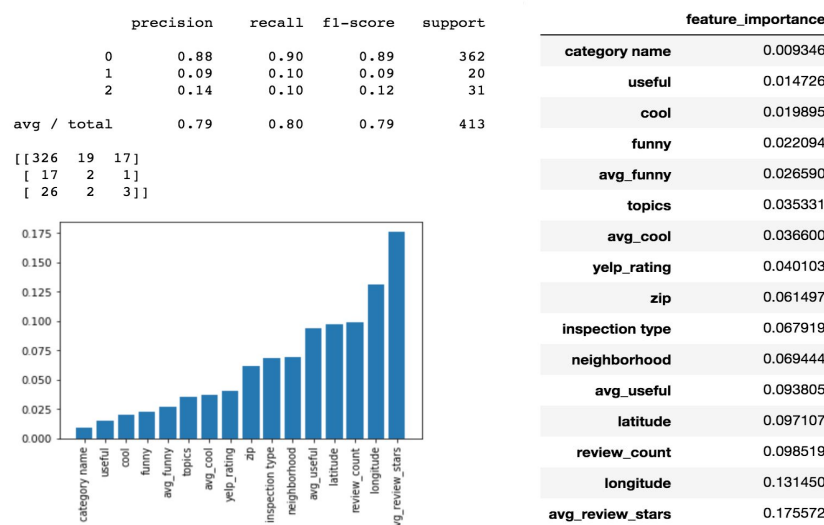 precision recall f1-score support
0 0.88 0.90 0.89 362
1 0.09 0.10 0.09 20
2 0.14 0.10 0.12 31
avg / total 0.79 0.80 0.79 413
[[326 19 17]
[ 17 2 1]
[ 26 2 3]]
0.175
0.150
0.125
0.100
0.075
0.050
0.025
0.000
category name
useful
cool
funny
avg_funny
topics
avg_cool
yelp_rating
zip
inspection type
neighborhood
avg_useful
latitude
review_count
longitude
vg_review_stars
feature_importance
category name 0.009346
useful 0.014726
cool 0.019895
funny 0.022094
avg_funny 0.026590
topics 0.035331
avg_cool 0.036600
yelp_rating 0.040103
zip 0.061497
inspection type 0.067919
neighborhood 0.069444
avg_useful 0.093805
latitude 0.097107
review_count 0.098519
longitude 0.131450
avg_review_stars 0.175572